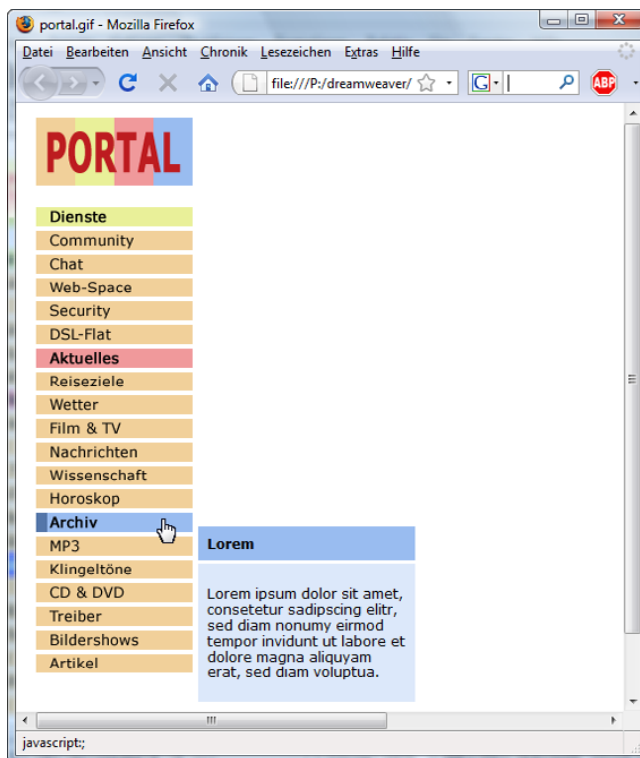 portal.gif - Mozilla Firefox
Datei Bearbeiten Ansicht Chronik Lesezeichen Extras Hilfe
file:///P:/dreamweaver/ G ABP
PORTAL
Dienste
Community
Chat
Web-Space
Security
DSL-Flat
Aktuelles
Reiseziele
Wetter
Film & TV
Nachrichten
Wissenschaft
Horoskop
Archiv
MP3
Klingeltöne
CD & DVD
Treiber
Bildershows
Artikel
Lorem
Lorem ipsum dolor sit amet,
consetetur sadipscing elitr,
sed diam nonumy eirmod
tempor invidunt ut labore et
dolore magna aliquyam
erat, sed diam voluptua.
javascript:;